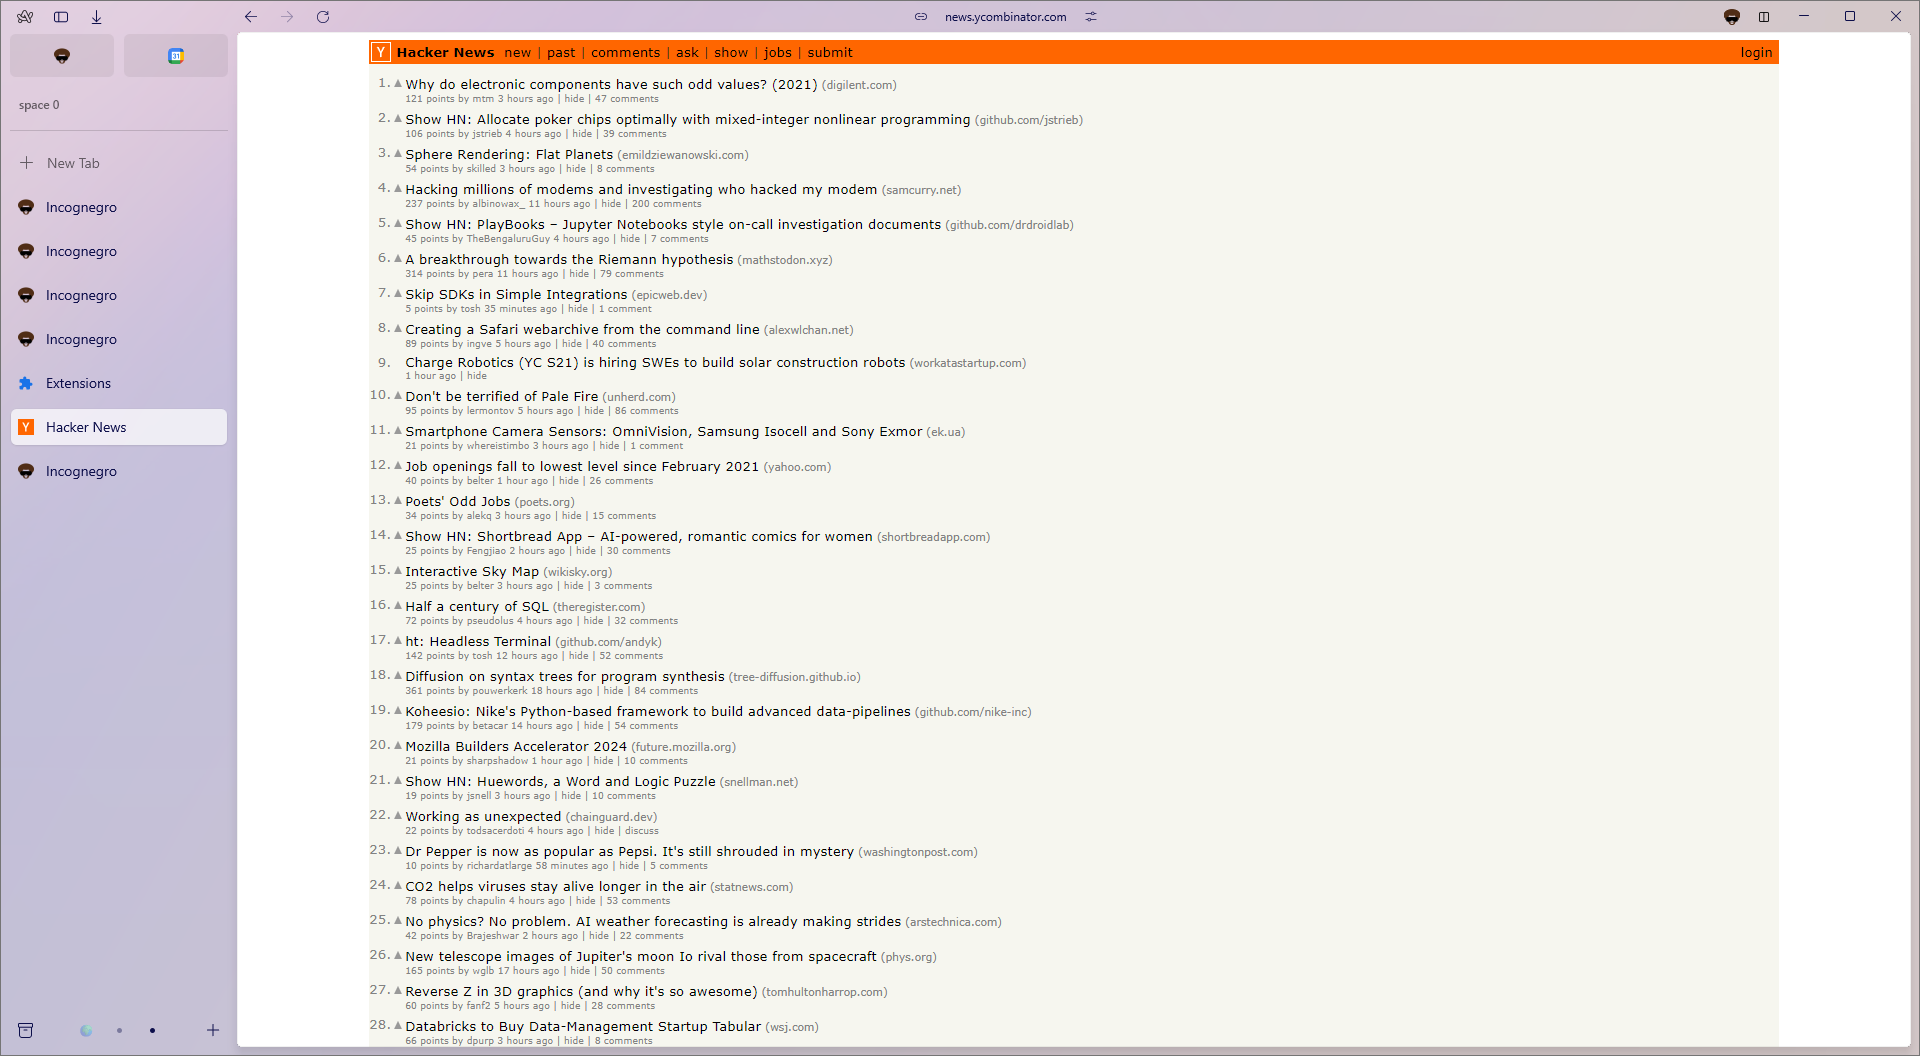 news.ycombinator.com
31
space 0
New Tab
Incognegro
Incognegro
Incognegro
Incognegro
Extensions
Y Hacker News
Incognegro
Y Hacker News new | past | comments | ask | show | jobs | submit login
1. Why do electronic components have such odd values? (2021) (digilent.com)
121 points by mtm 3 hours ago | hide | 47 comments
2. Show HN: Allocate poker chips optimally with mixed-integer nonlinear programming (github.com/jstrieb)
106 points by jstrieb 4 hours ago | hide | 39 comments
3. Sphere Rendering: Flat Planets (emildziewanowski.com)
54 points by skilled 3 hours ago | hide | 8 comments
4. Hacking millions of modems and investigating who hacked my modem (samcurry.net)
237 points by albinowax_ 11 hours ago | hide | 200 comments
5. Show HN: PlayBooks – Jupyter Notebooks style on-call investigation documents (github.com/drdroidlab)
45 points by TheBengaluruGuy 4 hours ago | hide | 7 comments
6. A breakthrough towards the Riemann hypothesis (mathstodon.xyz)
314 points by pera 11 hours ago | hide | 79 comments
7. Skip SDKs in Simple Integrations (epicweb.dev)
5 points by tosh 35 minutes ago | hide | 1 comment
8. Creating a Safari webarchive from the command line (alexwlchan.net)
89 points by ingve 5 hours ago | hide | 40 comments
9. Charge Robotics (YC S21) is hiring SWEs to build solar construction robots (workatastartup.com)
1 hour ago | hide
10. Don't be terrified of Pale Fire (unherd.com)
95 points by lermontov 5 hours ago | hide | 86 comments
11. Smartphone Camera Sensors: OmniVision, Samsung Isocell and Sony Exmor (ek.ua)
21 points by whereistimbo 3 hours ago | hide | 1 comment
12. Job openings fall to lowest level since February 2021 (yahoo.com)
40 points by belter 1 hour ago | hide | 26 comments
13. Poets' Odd Jobs (poets.org)
34 points by alekq 3 hours ago | hide | 15 comments
14. Show HN: Shortbread App – AI-powered, romantic comics for women (shortbreadapp.com)
25 points by Fengjiao 2 hours ago | hide | 30 comments
15. Interactive Sky Map (wikisky.org)
25 points by belter 3 hours ago | hide | 3 comments
16. Half a century of SQL (theregister.com)
72 points by pseudolus 4 hours ago | hide | 32 comments
17. ht: Headless Terminal (github.com/andyk)
142 points by tosh 12 hours ago | hide | 52 comments
18. Diffusion on syntax trees for program synthesis (tree-diffusion.github.io)
361 points by pouwerkerk 18 hours ago | hide | 84 comments
19. Koheesio: Nike's Python-based framework to build advanced data-pipelines (github.com/nike-inc)
179 points by betacar 14 hours ago | hide | 54 comments
20. Mozilla Builders Accelerator 2024 (future.mozilla.org)
21 points by sharpshadow 1 hour ago | hide | 10 comments
21. Show HN: Huewords, a Word and Logic Puzzle (snellman.net)
19 points by jsnell 3 hours ago | hide | 10 comments
22. Working as unexpected (chainguard.dev)
22 points by todsacerdoti 4 hours ago | hide | discuss
23. Dr Pepper is now as popular as Pepsi. It's still shrouded in mystery (washingtonpost.com)
10 points by richardatlarge 58 minutes ago | hide | 5 comments
24. CO2 helps viruses stay alive longer in the air (statnews.com)
78 points by chapulin 4 hours ago | hide | 53 comments
25. No physics? No problem. AI weather forecasting is already making strides (arstechnica.com)
42 points by Brajeshwar 2 hours ago | hide | 22 comments
26. New telescope images of Jupiter's moon Io rival those from spacecraft (phys.org)
165 points by wglb 17 hours ago | hide | 50 comments
27. Reverse Z in 3D graphics (and why it's so awesome) (tomhultonharrop.com)
60 points by fanf2 5 hours ago | hide | 28 comments
28. Databricks to Buy Data-Management Startup Tabular (wsj.com)
66 points by dpurp 3 hours ago | hide | 8 comments